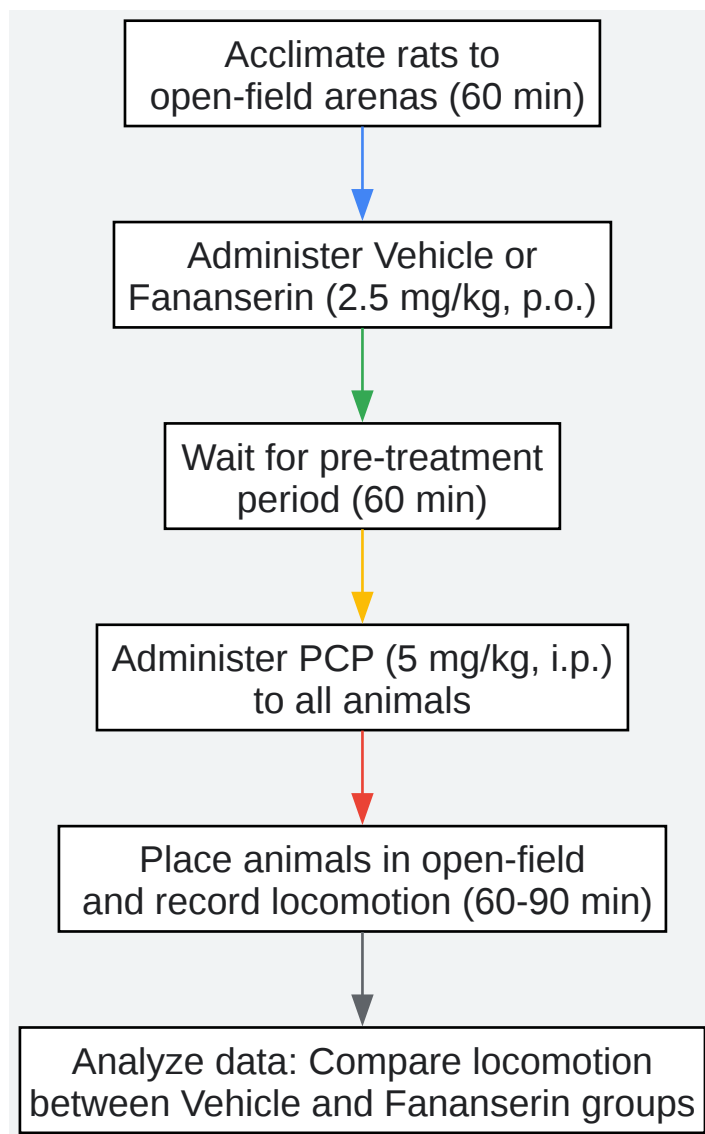 Acclimate rats to
open-field arenas (60 min)
Administer Vehicle or
Fananserin (2.5 mg/kg, p.o.)
Wait for pre-treatment
period (60 min)
Administer PCP (5 mg/kg, i.p.)
to all animals
Place animals in open-field
and record locomotion (60-90 min)
Analyze data: Compare locomotion
between Vehicle and Fananserin groups